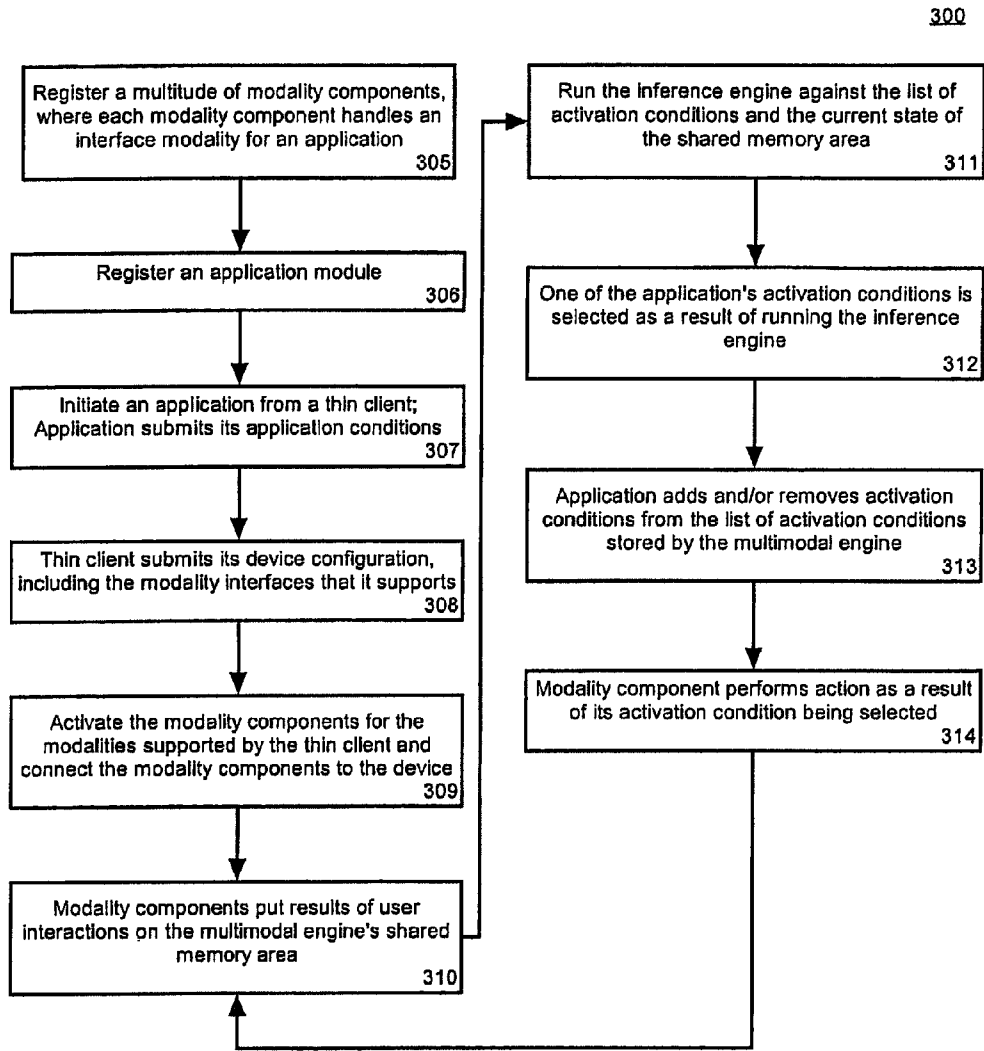 300
Register a multitude of modality components,
where each modality component handles an
interface modality for an application
305
Register an application module
306
Initiate an application from a thin client;
Application submits its application conditions
307
Thin client submits its device configuration,
including the modality interfaces that it supports
308
Activate the modality components for the
modalities supported by the thin client and
connect the modality components to the device
309
Modality components put results of user
interactions on the multimodal engine's shared
memory area
310
Run the inference engine against the list of
activation conditions and the current state of
the shared memory area
311
One of the application's activation conditions is
selected as a result of running the inference
engine
312
Application adds and/or removes activation
conditions from the list of activation conditions
stored by the multimodal engine
313
Modality component performs action as a result
of its activation condition being selected
314